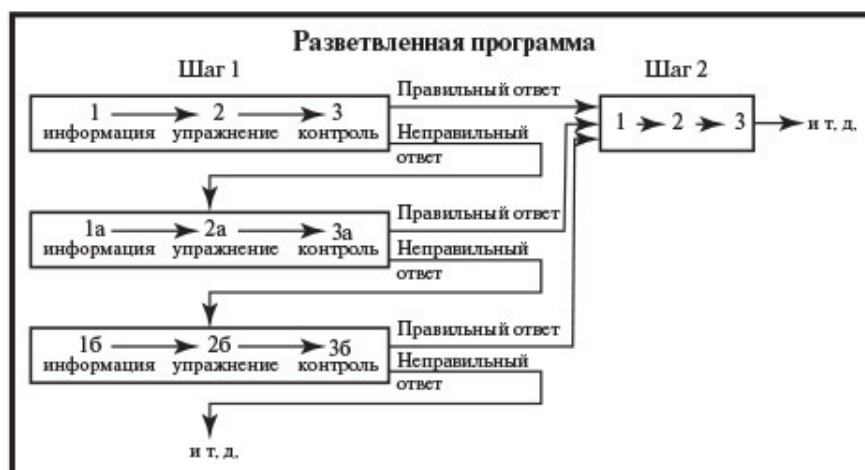 Разветвленная программа
Шаг 1
Шаг 2
1 2 3
информация упражнение контроль
Правильный ответ
Неправильный
ответ
1 2 3
и т. д.
1а 2а 3а
информация упражнение контроль
Правильный ответ
Неправильный
ответ
1б 2б 3б
информация упражнение контроль
Правильный ответ
Неправильный
ответ
и т. д.